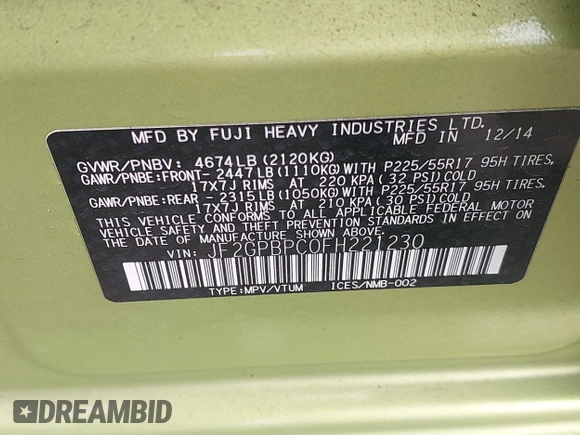 MFD BY FUJI HEAVY INDUSTRIES LTD.
MFD IN 12/14
GVWR/PNBV: 4674LB(2120KG)
GAWR/PNBE:FRONT- 2447LB(1110KG)WITH P225/55R17 95H TIRES,
17X7J RIMS AT 220 KPA(32 PSI)COLD
GAWR/PNBE:REAR - 2315LB(1050KG)WITH P225/55R17 95H TIRES,
17X7J RIMS AT 210 KPA(30 PSI)COLD
THIS VEHICLE CONFORMS TO ALL APPLICABLE FEDERAL MOTOR
VEHICLE SAFETY STANDARDS IN EFFECT ON THE DATE OF
MANUFACTURE SHOWN ABOVE.
VIN: JF2GPBPC0FH221230
TYPE:MPV/VTUM ICES/NMB-002
DREAMBID